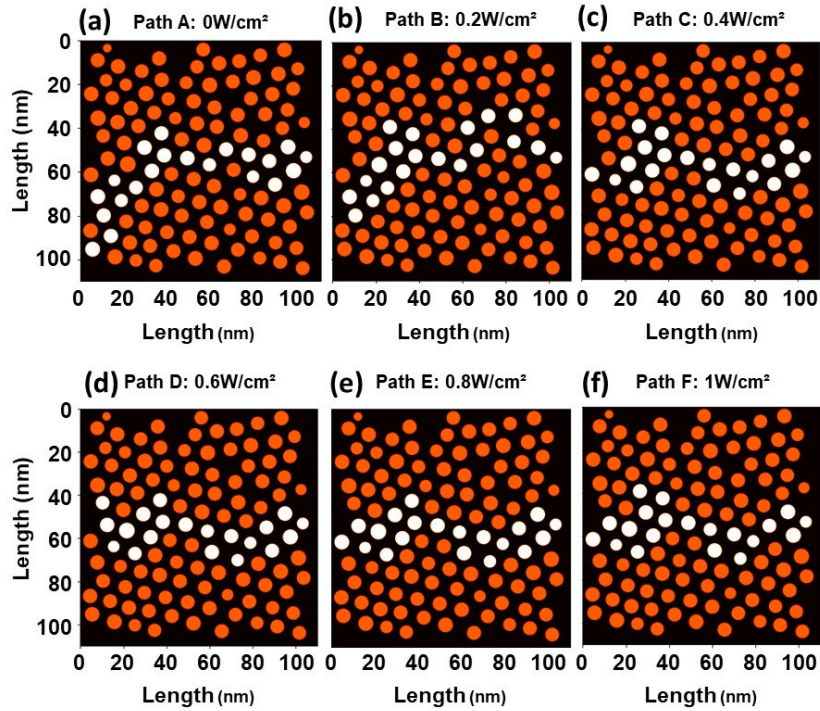 (a) Path A: 0W/cm² (b) Path B: 0.2W/cm² (c) Path C: 0.4W/cm²
0
20
40
60
80
100
Length (nm)
0 20 40 60 80 100 0 20 40 60 80 100 0 20 40 60 80 100
Length (nm) Length (nm) Length (nm)
(d) Path D: 0.6W/cm² (e) Path E: 0.8W/cm² (f) Path F: 1W/cm²
0
20
40
60
80
100
Length (nm)
0 20 40 60 80 100 0 20 40 60 80 100 0 20 40 60 80 100
Length (nm) Length (nm) Length (nm)